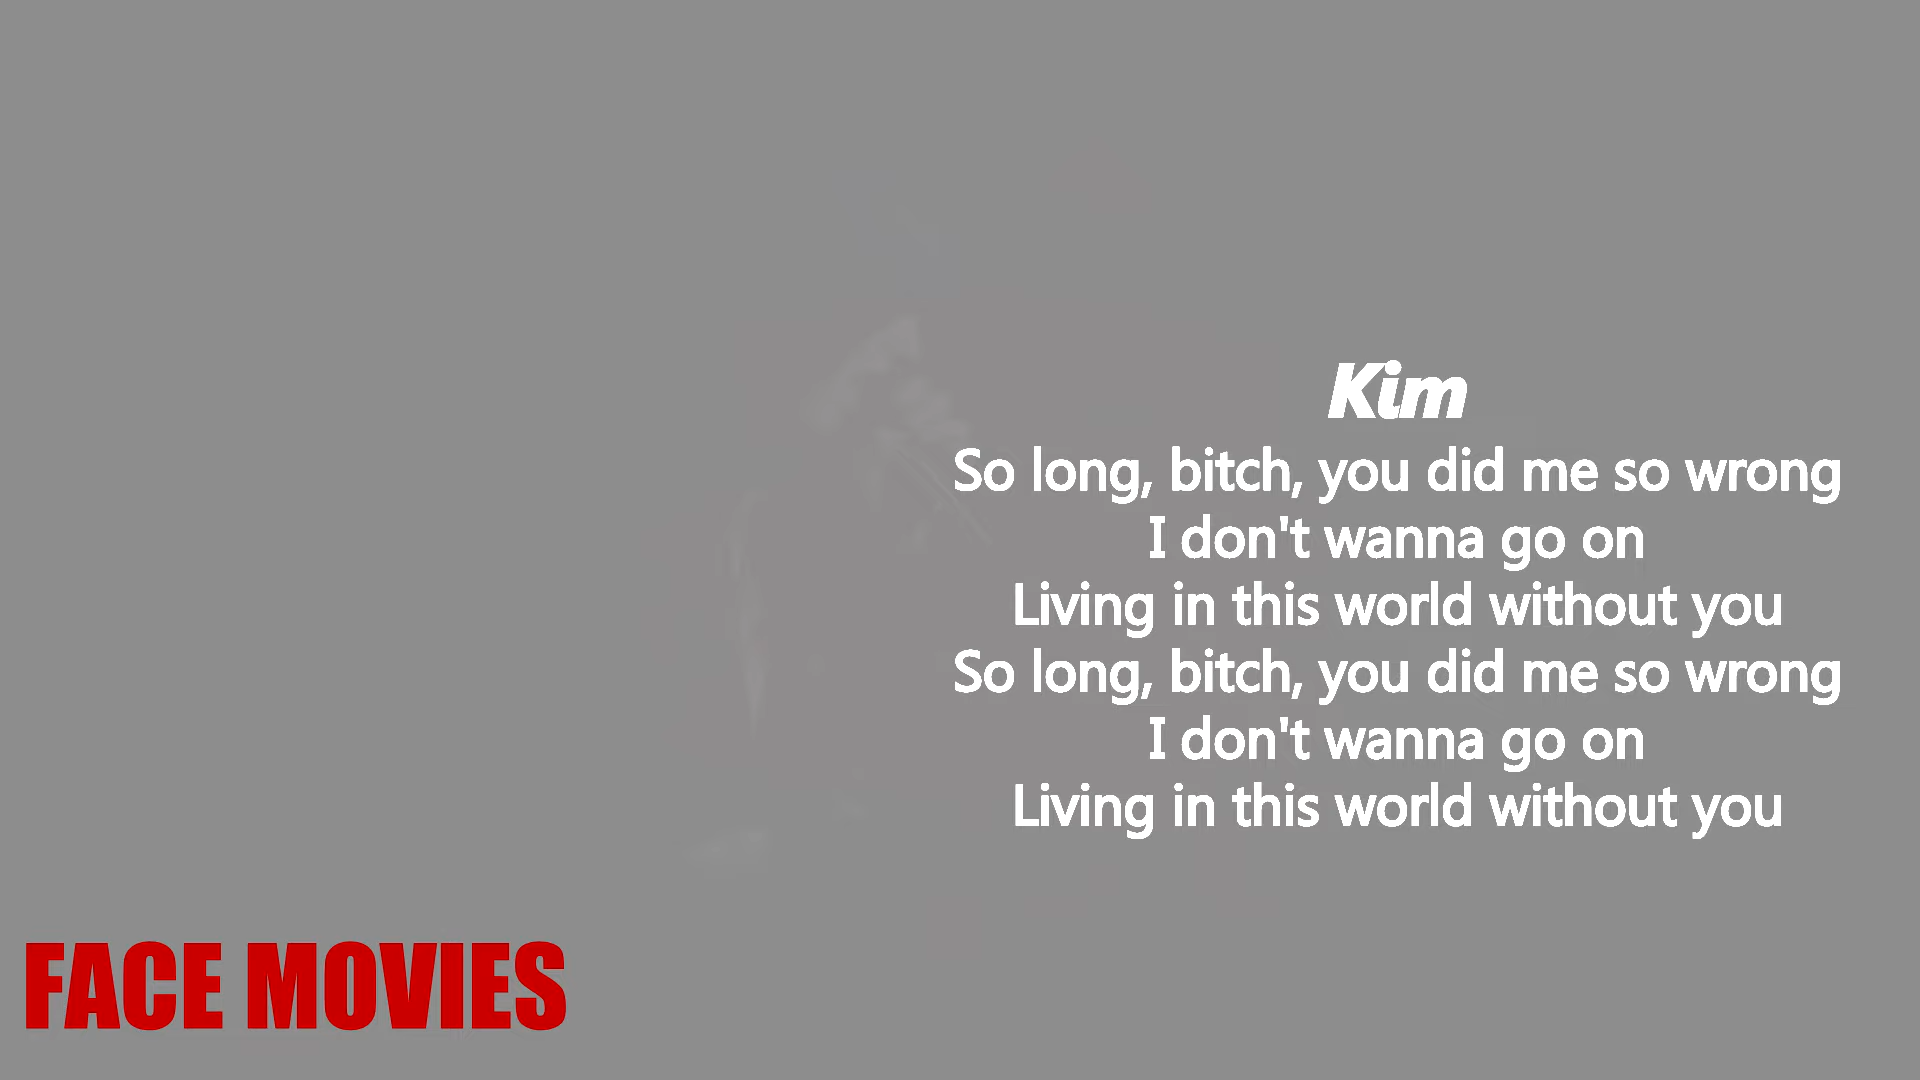 Kim
So long, bitch, you did me so wrong
I don't wanna go on
Living in this world without you
So long, bitch, you did me so wrong
I don't wanna go on
Living in this world without you
FACE MOVIES